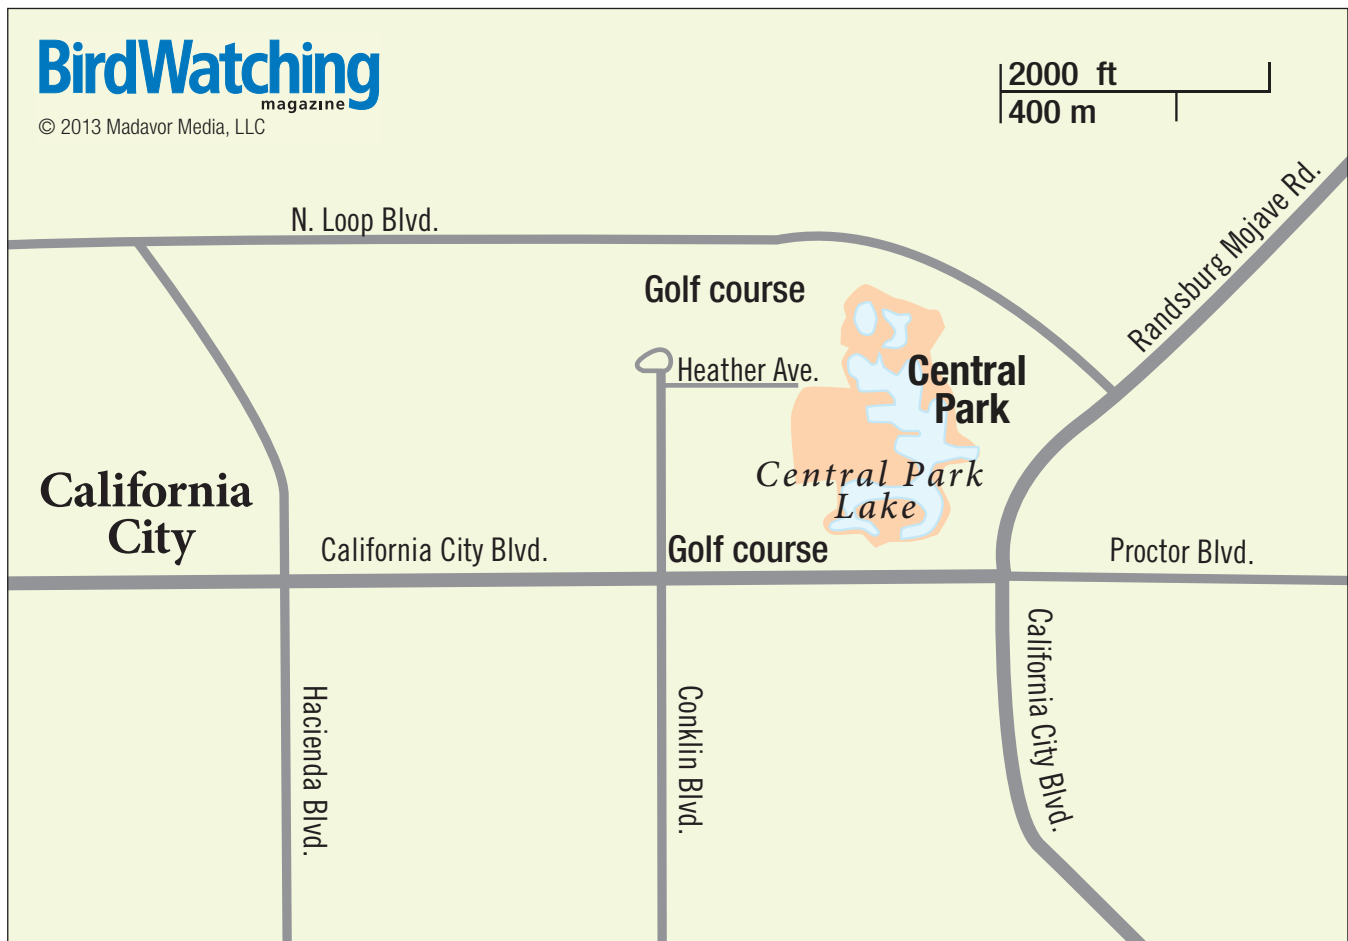 BirdWatching
magazine
© 2013 Madavor Media, LLC
2000 ft
400 m
Randsburg Mojave Rd.
N. Loop Blvd.
Golf course
Heather Ave.
Central
Park
Central Park
Lake
California
City
California City Blvd.
Golf course
Proctor Blvd.
Hacienda Blvd.
Conklin Blvd.
California City Blvd.